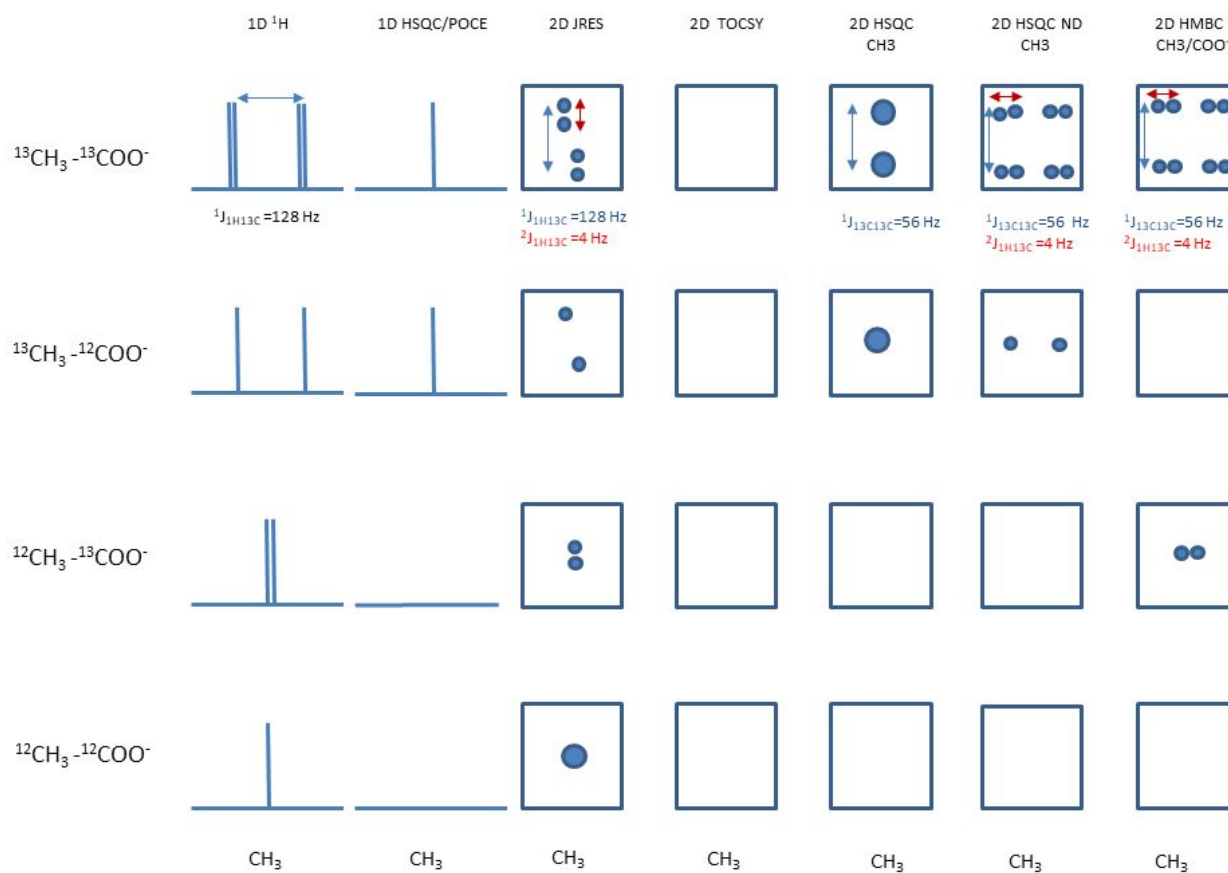 1D ¹H
1D HSQC/POCE
2D JRES
2D TOCSY
2D HSQC
CH3
2D HSQC ND
CH3
2D HMBC
CH3/COO⁻
¹³CH₃ -¹³COO⁻
¹J₁H₁₃C =128 Hz
¹J₁H₁₃C =128 Hz
²J₁H₁₃C =4 Hz
¹J₁₃C₁₃C=56 Hz
¹J₁₃C₁₃C=56 Hz
²J₁H₁₃C =4 Hz
¹J₁₃C₁₃C=56 Hz
²J₁H₁₃C =4 Hz
¹³CH₃ -¹²COO⁻
¹²CH₃ -¹³COO⁻
¹²CH₃ -¹²COO⁻
CH₃
CH₃
CH₃
CH₃
CH₃
CH₃
CH₃